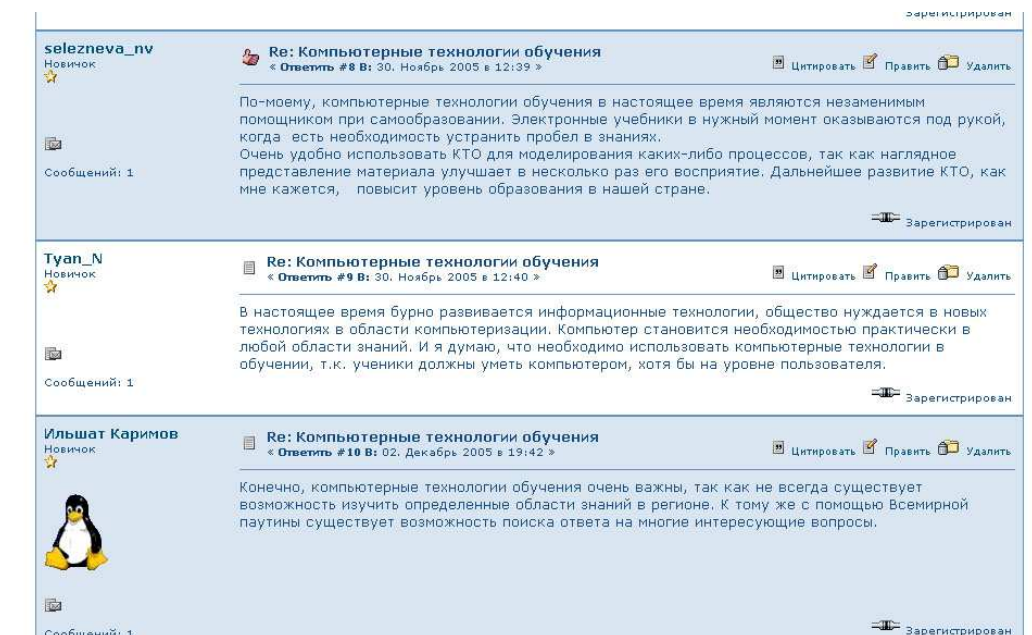 Зарегистрирован
selezneva_nv
Новичок
Re: Компьютерные технологии обучения
« Ответить #8 В: 30. Ноябрь 2005 в 12:39 »
Цитировать Править Удалить
По-моему, компьютерные технологии обучения в настоящее время являются незаменимым
помощником при самообразовании. Электронные учебники в нужный момент оказываются под рукой,
когда есть необходимость устранить пробел в знаниях.
Очень удобно использовать КТО для моделирования каких-либо процессов, так как наглядное
представление материала улучшает в несколько раз его восприятие. Дальнейшее развитие КТО, как
мне кажется, повысит уровень образования в нашей стране.
Сообщений: 1
Зарегистрирован
Tyan_N
Новичок
Re: Компьютерные технологии обучения
« Ответить #9 В: 30. Ноябрь 2005 в 12:40 »
Цитировать Править Удалить
В настоящее время бурно развивается информационные технологии, общество нуждается в новых
технологиях в области компьютеризации. Компьютер становится необходимостью практически в
любой области знаний. И я думаю, что необходимо использовать компьютерные технологии в
обучении, т.к. ученики должны уметь компьютером, хотя бы на уровне пользователя.
Сообщений: 1
Зарегистрирован
Ильшат Каримов
Новичок
Re: Компьютерные технологии обучения
« Ответить #10 В: 02. Декабрь 2005 в 19:42 »
Цитировать Править Удалить
Конечно, компьютерные технологии обучения очень важны, так как не всегда существует
возможность изучить определенные области знаний в регионе. К тому же с помощью Всемирной
паутины существует возможность поиска ответа на многие интересующие вопросы.
Сообщений: 1
Зарегистрирован